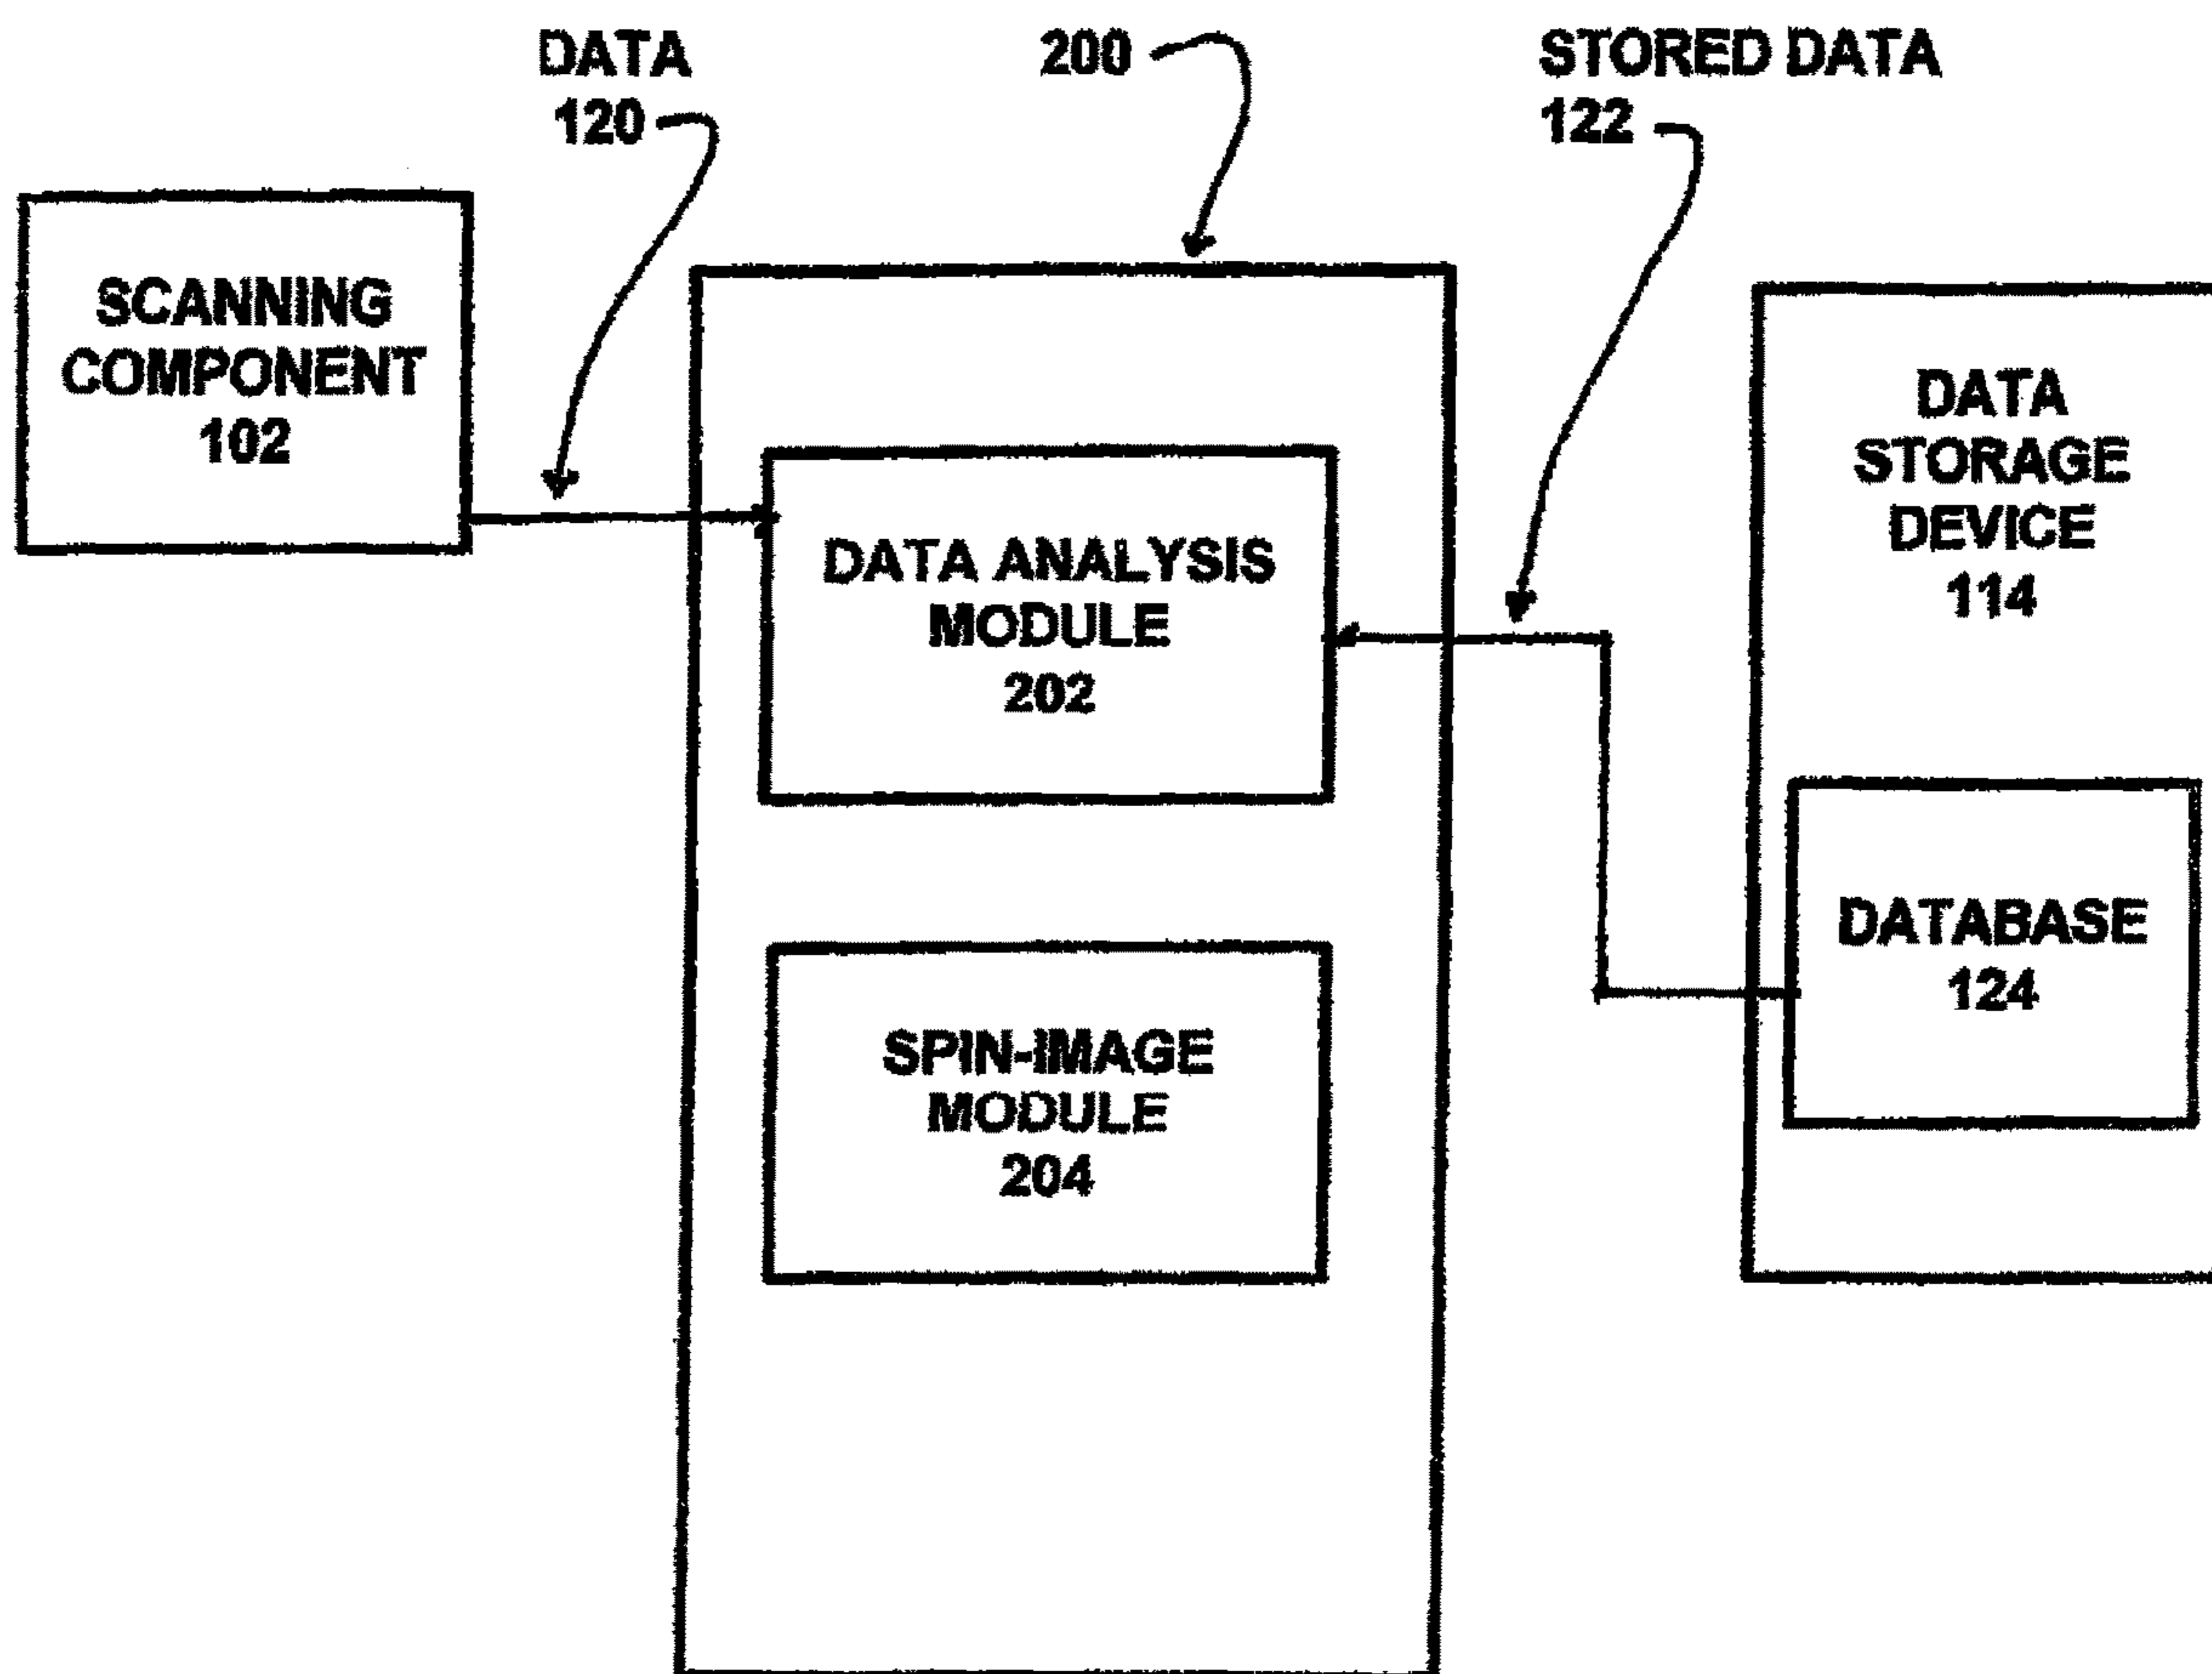 DATA
120
200
STORED DATA
122
SCANNING
COMPONENT
102
DATA ANALYSIS
MODULE
202
SPIN-IMAGE
MODULE
204
DATA
STORAGE
DEVICE
114
DATABASE
124